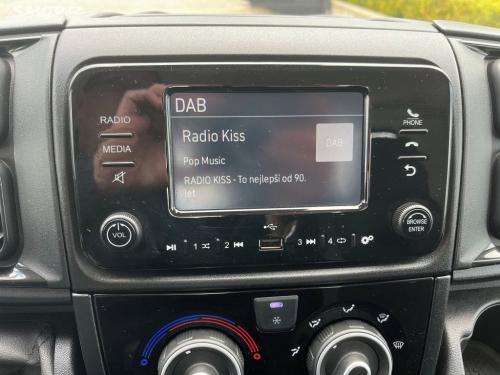 DAB
Radio Kiss
DAB
Pop Music
RADIO KISS - To nejlepší od 90.
let
RADIO
MEDIA
PHONE
VOL
BROWSE
ENTER
1
2
3
4